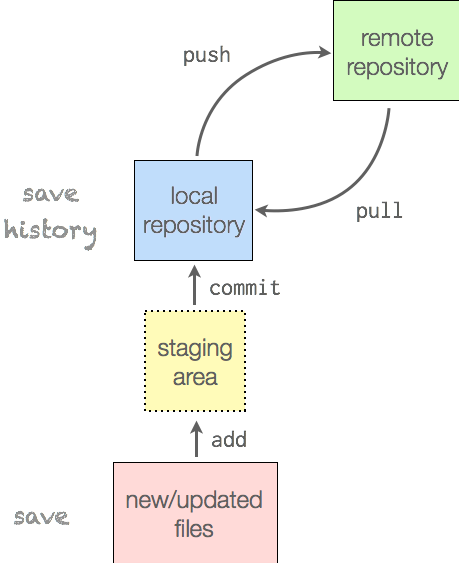 remote
repository
push
pull
save
history
local
repository
commit
staging
area
add
save
new/updated
files